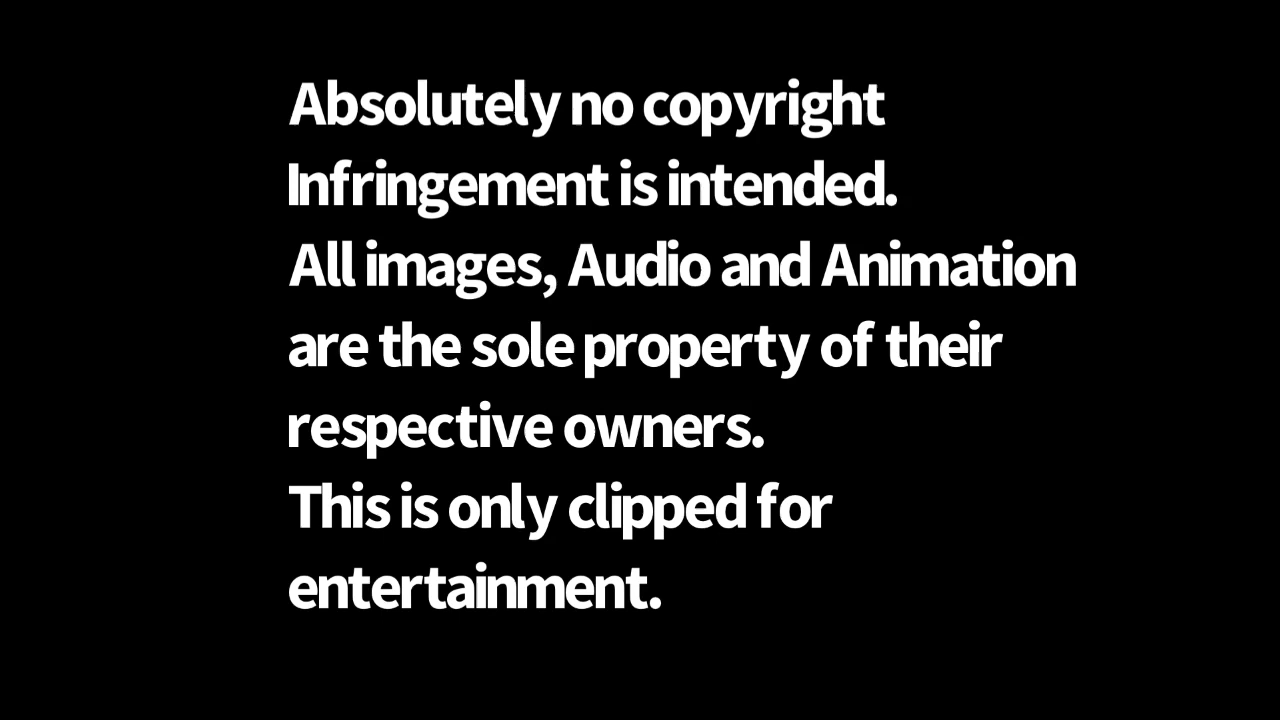 Absolutely no copyright
Infringement is intended.
All images, Audio and Animation
are the sole property of their
respective owners.
This is only clipped for
entertainment.